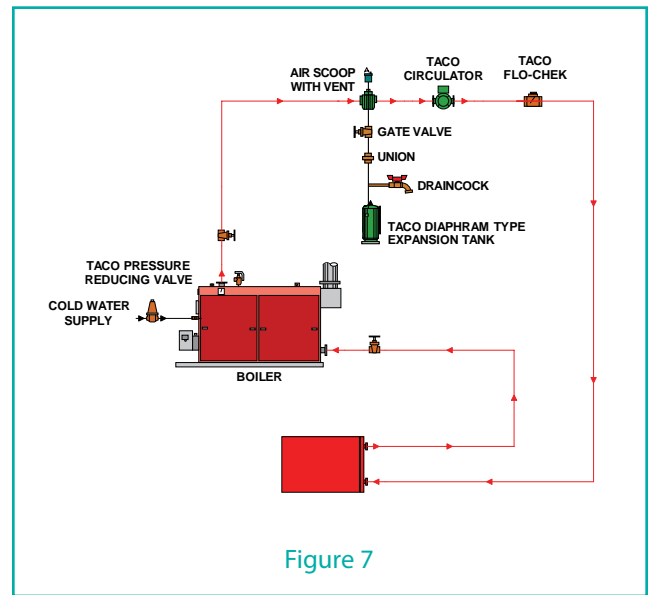 TACO
FLO-CHEK
TACO
CIRCULATOR
AIR SCOOP
WITH VENT
GATE VALVE
UNION
DRAINCOCK
TACO DIAPHRAM TYPE
EXPANSION TANK
TACO PRESSURE
REDUCING VALVE
COLD WATER
SUPPLY
BOILER
Figure 7